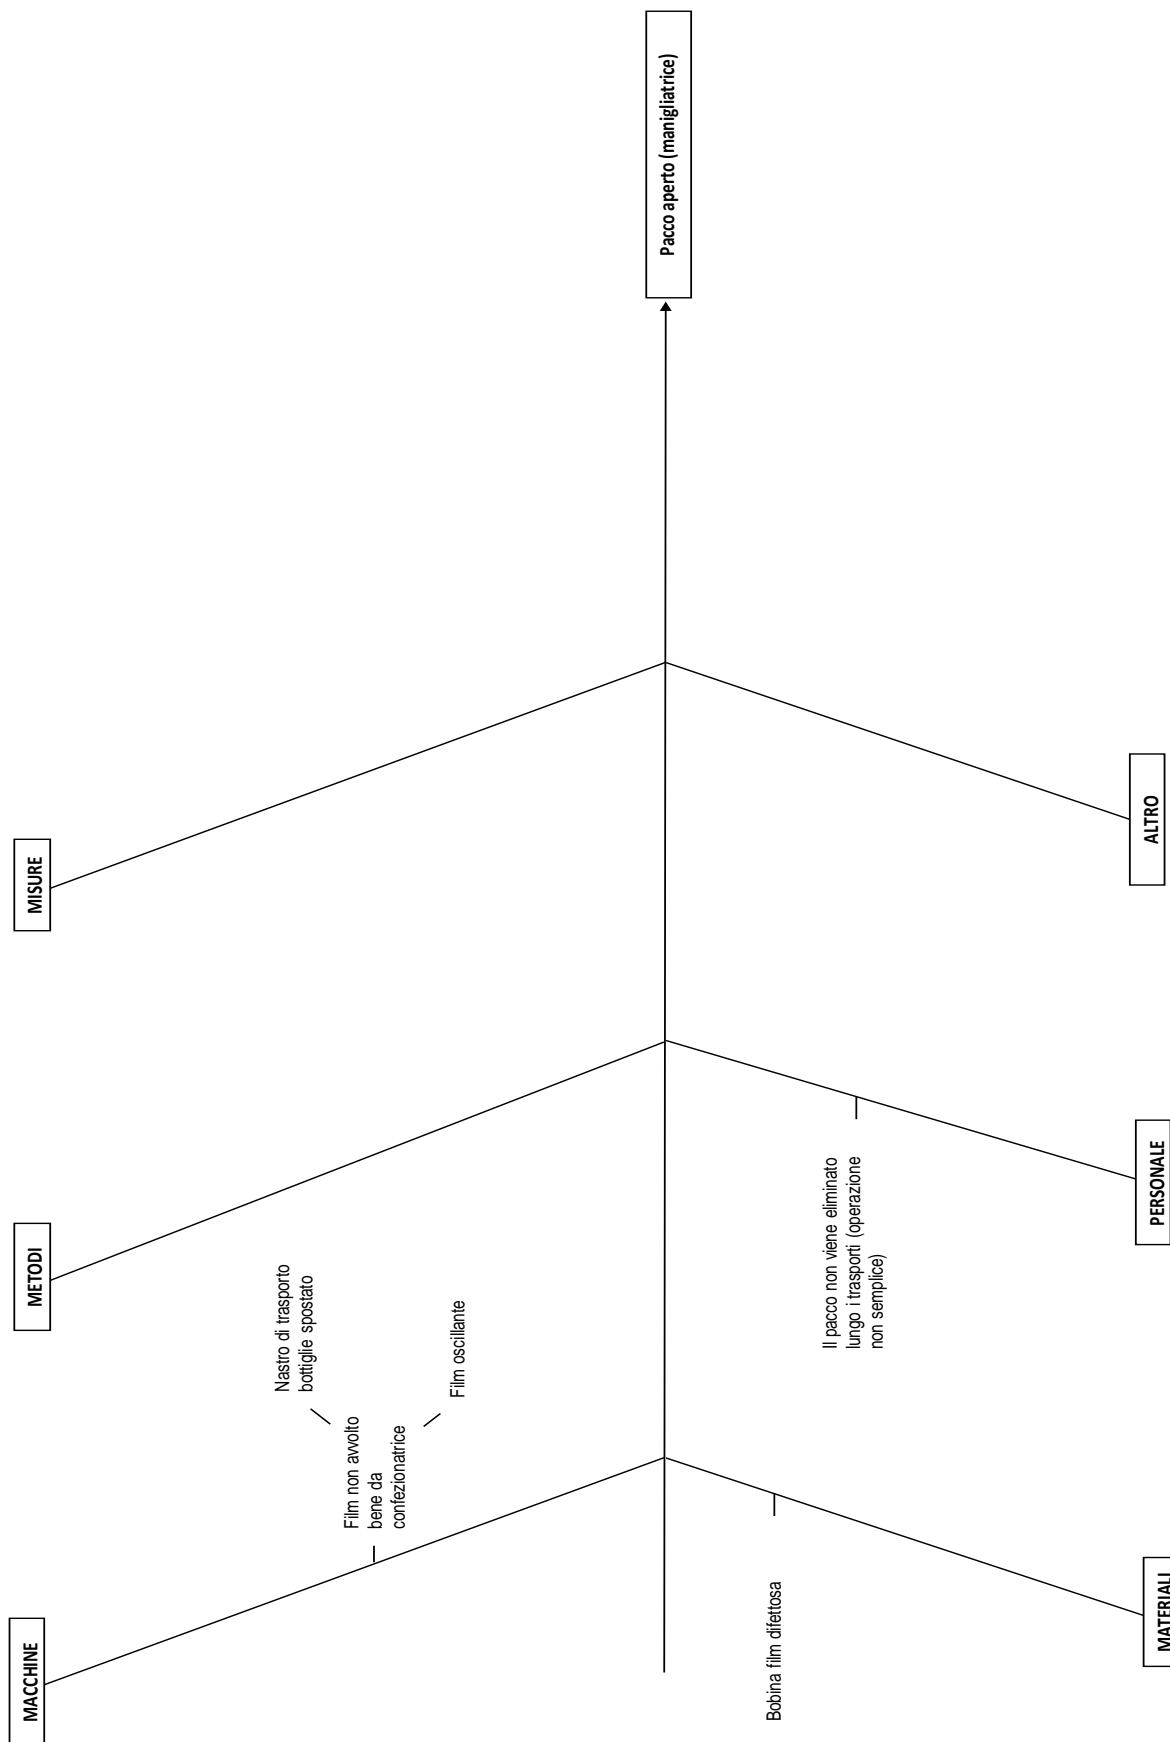 MACCHINE
METODI
MISURE
Nastro di trasporto
bottiglie spostato
Film non avvolto
bene da
confezionatrice
Film oscillante
Pacco aperto (manigliatrice)
Bobina film difettosa
Il pacco non viene eliminato
lungo i trasporti (operazione
non semplice)
MATERIALI
PERSONALE
ALTRO